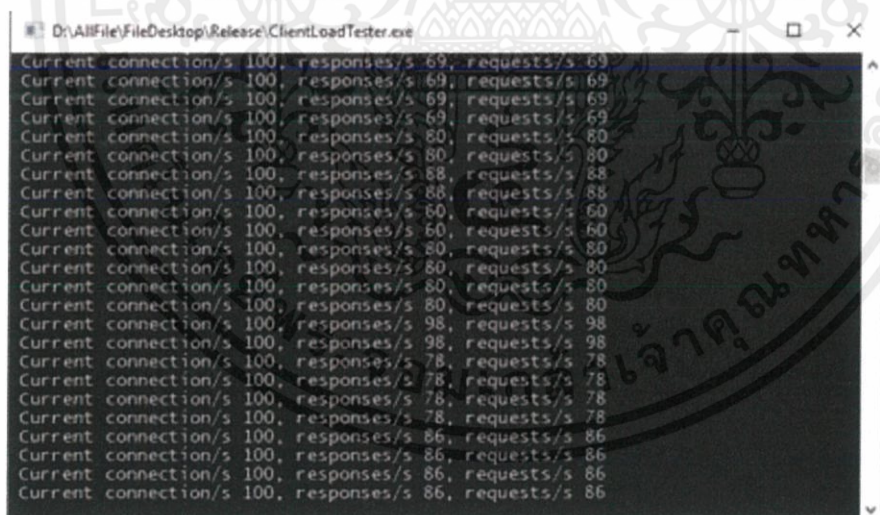 D:\AllFile\FileDesktop\Release\ClientLoadTester.exe
Current connection/s 100, responses/s 69, requests/s 69
Current connection/s 100, responses/s 69, requests/s 69
Current connection/s 100, responses/s 69, requests/s 69
Current connection/s 100, responses/s 69, requests/s 69
Current connection/s 100, responses/s 80, requests/s 80
Current connection/s 100, responses/s 80, requests/s 80
Current connection/s 100, responses/s 88, requests/s 88
Current connection/s 100, responses/s 88, requests/s 88
Current connection/s 100, responses/s 60, requests/s 60
Current connection/s 100, responses/s 60, requests/s 60
Current connection/s 100, responses/s 80, requests/s 80
Current connection/s 100, responses/s 80, requests/s 80
Current connection/s 100, responses/s 80, requests/s 80
Current connection/s 100, responses/s 80, requests/s 80
Current connection/s 100, responses/s 98, requests/s 98
Current connection/s 100, responses/s 98, requests/s 98
Current connection/s 100, responses/s 78, requests/s 78
Current connection/s 100, responses/s 78, requests/s 78
Current connection/s 100, responses/s 78, requests/s 78
Current connection/s 100, responses/s 78, requests/s 78
Current connection/s 100, responses/s 86, requests/s 86
Current connection/s 100, responses/s 86, requests/s 86
Current connection/s 100, responses/s 86, requests/s 86
Current connection/s 100, responses/s 86, requests/s 86